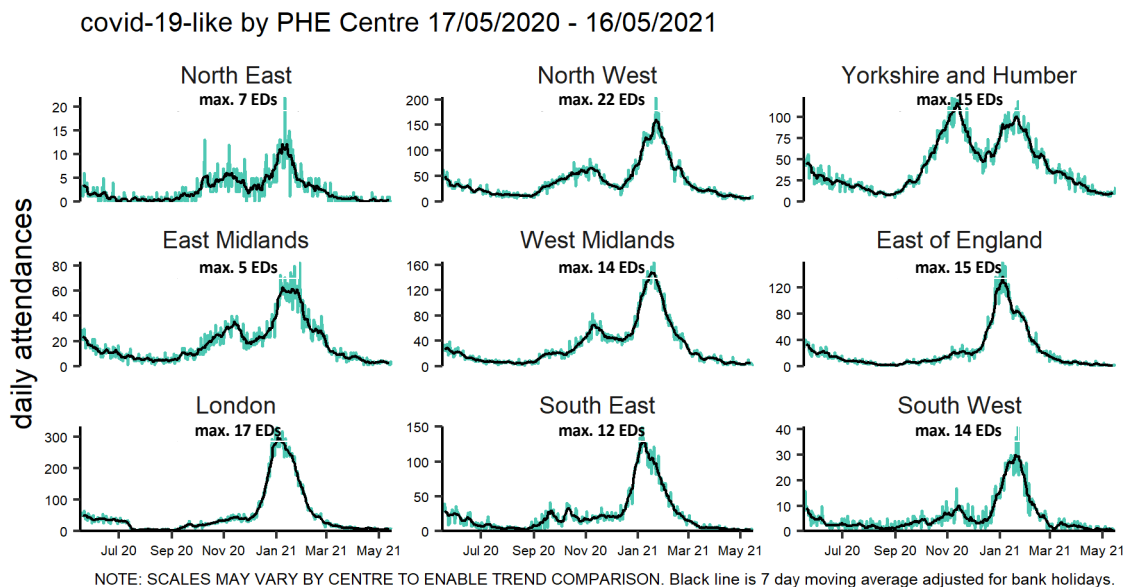 covid-19-like by PHE Centre 17/05/2020 - 16/05/2021
daily attendances
North East
max. 7 EDs
20
15
10
5
0
North West
max. 22 EDs
200
150
100
50
0
Yorkshire and Humber
max. 15 EDs
100
75
50
25
0
East Midlands
max. 5 EDs
80
60
40
20
0
West Midlands
max. 14 EDs
160
120
80
40
0
East of England
max. 15 EDs
120
80
40
0
London
max. 17 EDs
300
200
100
0
Jul 20 Sep 20 Nov 20 Jan 21 Mar 21 May 21
South East
max. 12 EDs
150
100
50
0
Jul 20 Sep 20 Nov 20 Jan 21 Mar 21 May 21
South West
max. 14 EDs
40
30
20
10
0
Jul 20 Sep 20 Nov 20 Jan 21 Mar 21 May 21
NOTE: SCALES MAY VARY BY CENTRE TO ENABLE TREND COMPARISON. Black line is 7 day moving average adjusted for bank holidays.